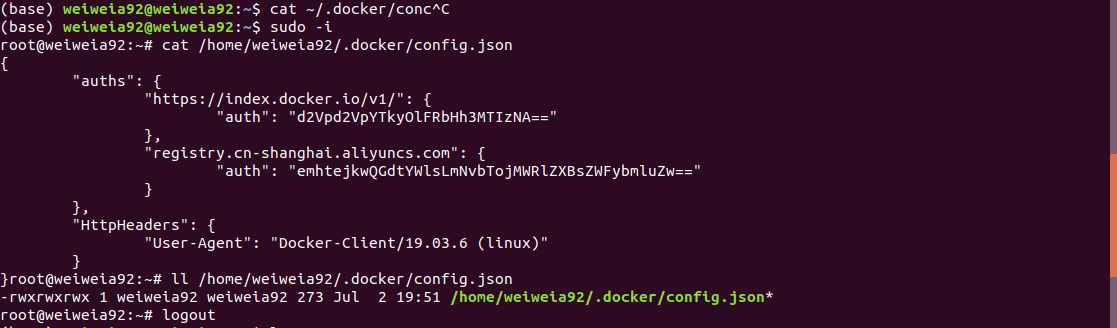 (base) weiweia92@weiweia92:~$ cat ~/.docker/conc^C
(base) weiweia92@weiweia92:~$ sudo -i
root@weiweia92:~# cat /home/weiweia92/.docker/config.json
{
        "auths": {
                "https://index.docker.io/v1/": {
                        "auth": "d2Vpd2VpYTkyOlFRbHh3MTIzNA=="
                },
                "registry.cn-shanghai.aliyuncs.com": {
                        "auth": "emhtejkwQGdtYWlsLmNvbTojMWRlZXBsZWFybmluZw=="
                }
        },
        "HttpHeaders": {
                "User-Agent": "Docker-Client/19.03.6 (linux)"
        }
}root@weiweia92:~# ll /home/weiweia92/.docker/config.json
-rwxrwxrwx 1 weiweia92 weiweia92 273 Jul  2 19:51 /home/weiweia92/.docker/config.json*
root@weiweia92:~# logout